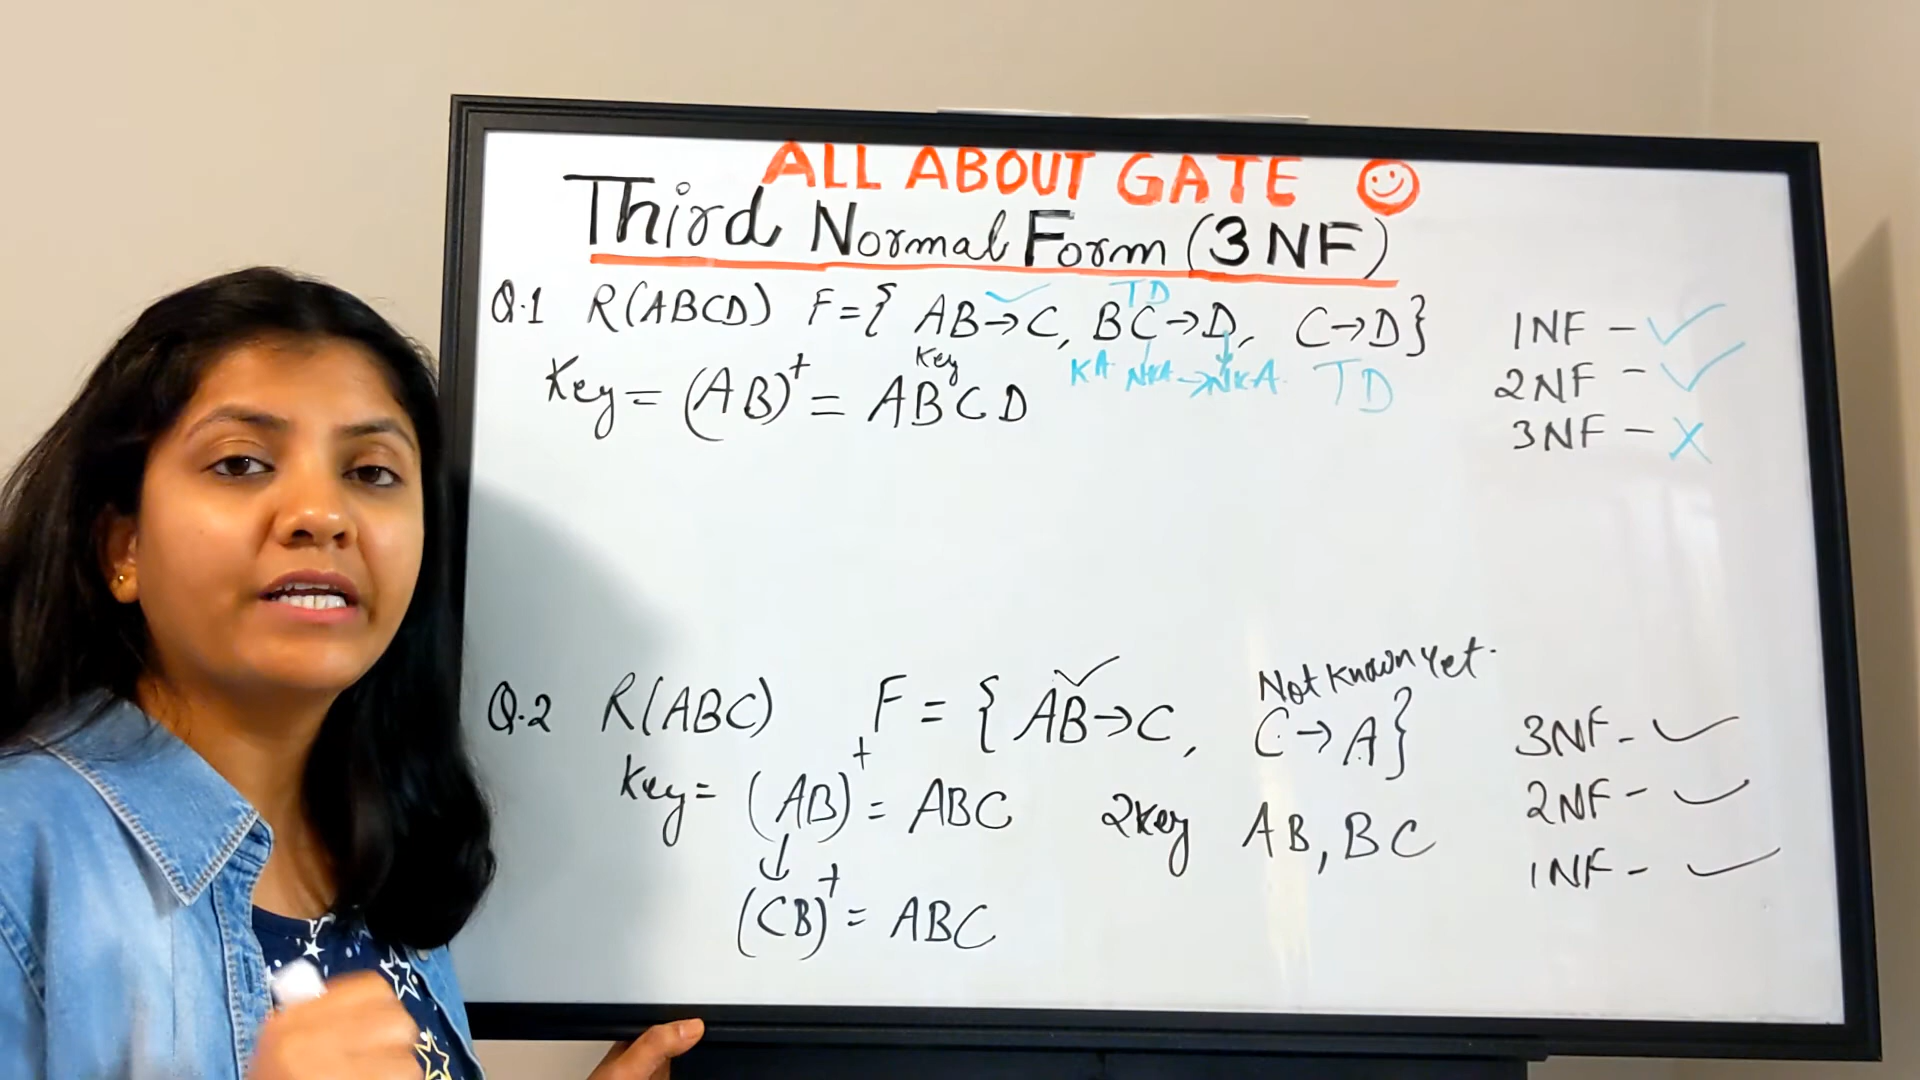 ALL ABOUT GATE
Third Normal Form (3NF)
Q.1 R(ABCD) F={ AB→C, BC→D, C→D}
TD
Key
KA NKA→NKA TD
Key = (AB)⁺ = ABCD
1NF – ✓
2NF – ✓
3NF – X
Not Known Yet.
Q.2 R(ABC) F = { AB→C, C→A}
Key = (AB)⁺ = ABC 2Key AB, BC
↓
(CB)⁺ = ABC
3NF - ✓
2NF - ✓
1NF - ✓